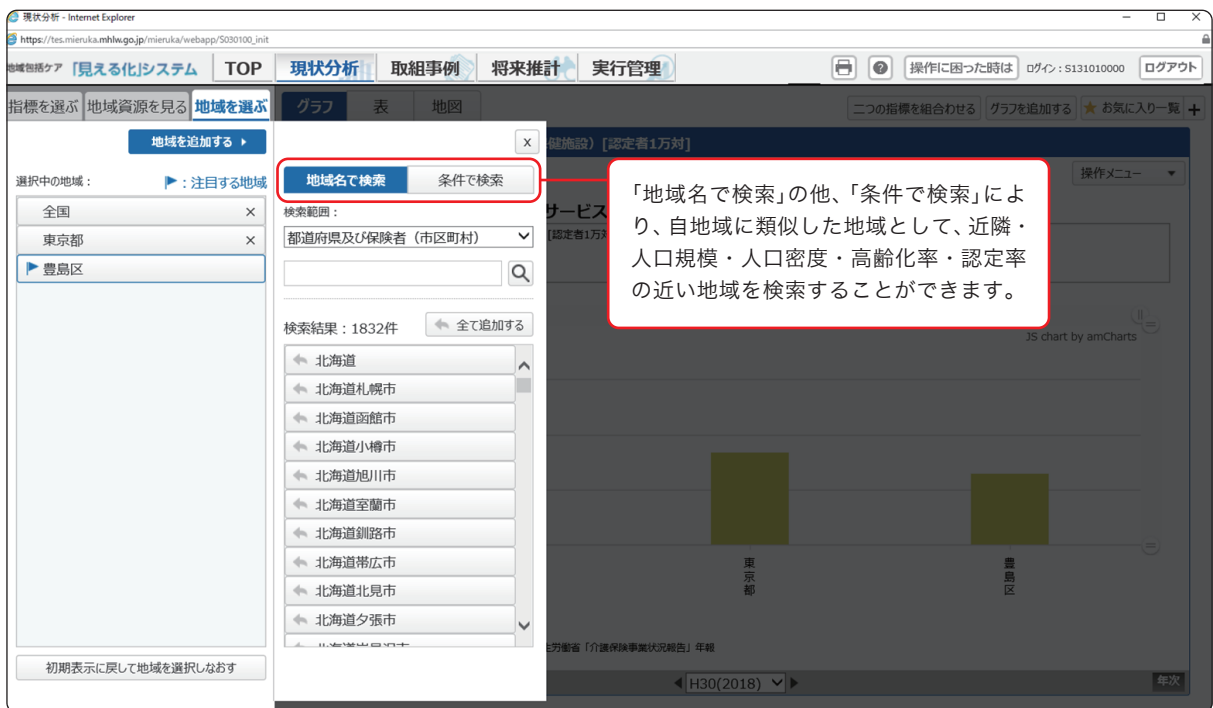 現状分析 - Internet Explorer
https://tes.mieruka.mhlw.go.jp/mieruka/webapp/S030100_init
地域包括ケア「見える化」システム TOP 現状分析 取組事例 将来推計 実行管理 操作に困った時は ログイン：S131010000 ログアウト
指標を選ぶ 地域資源を見る 地域を選ぶ グラフ 表 地図 二つの指標を組合わせる グラフを追加する ★ お気に入り一覧 +
地域を追加する
x
健施設）[認定者1万対]
選択中の地域： ：注目する地域
地域名で検索 条件で検索
操作メニュー
全国 ×
検索範囲：
サービス
東京都 ×
都道府県及び保険者（市区町村）
[認定者1万対
豊島区
「地域名で検索」の他、「条件で検索」によ
り、自地域に類似した地域として、近隣・
人口規模・人口密度・高齢化率・認定率
の近い地域を検索することができます。
検索結果：1832件 全て追加する
JS chart by amCharts
北海道
北海道札幌市
北海道函館市
北海道小樽市
北海道旭川市
北海道室蘭市
北海道釧路市
北海道帯広市
北海道北見市
北海道夕張市
東京都
豊島区
生労働省「介護保険事業状況報告」年報
初期表示に戻して地域を選択しなおす
H30(2018)
年次